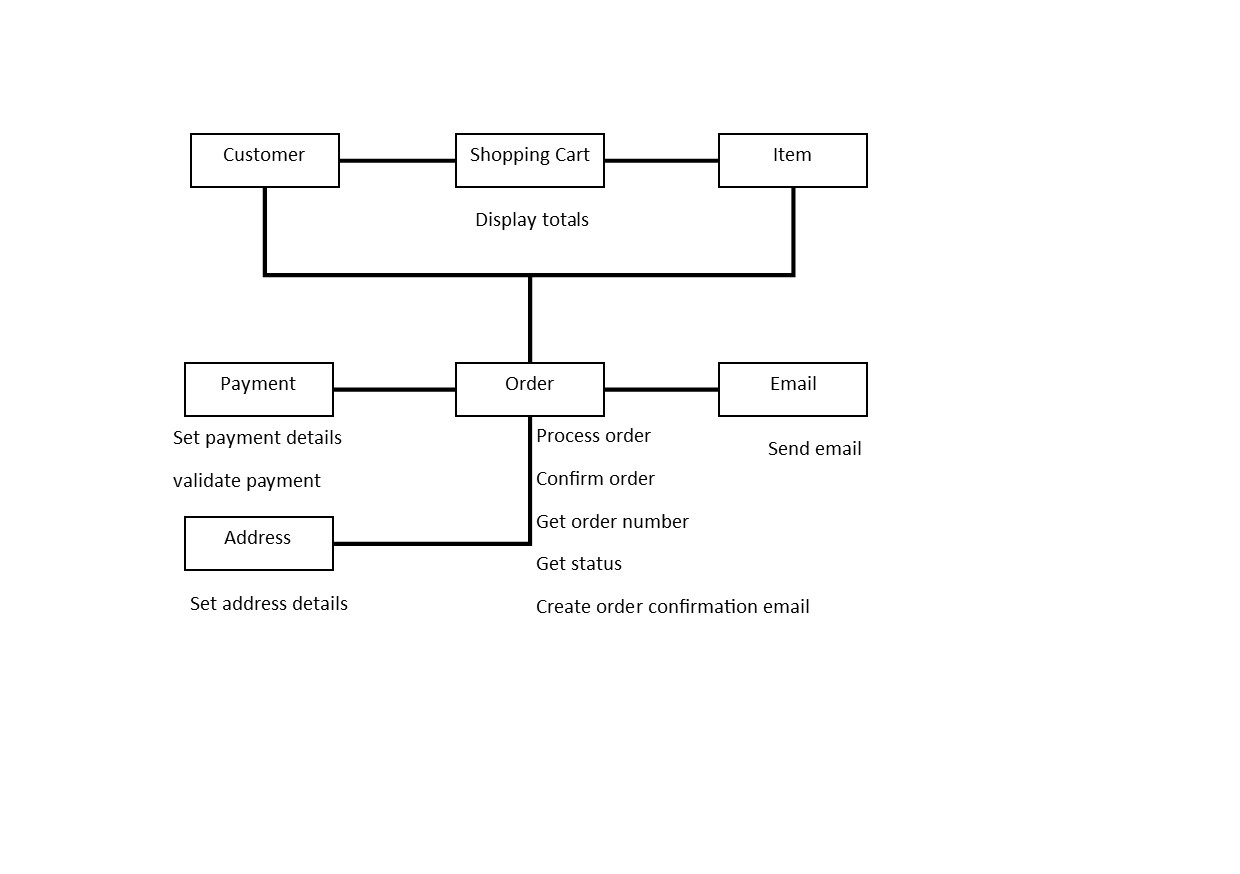 Customer
Shopping Cart
Item
Display totals
Payment
Order
Email
Set payment details
validate payment
Process order
Confirm order
Get order number
Get status
Create order confirmation email
Send email
Address
Set address details